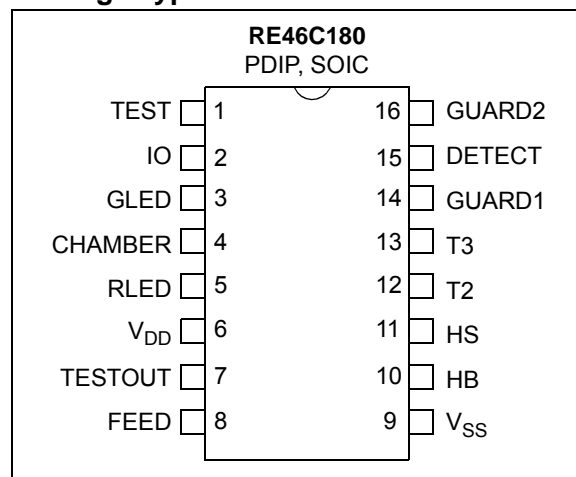 RE46C180
PDIP, SOIC
TEST 1 16 GUARD2
IO 2 15 DETECT
GLED 3 14 GUARD1
CHAMBER 4 13 T3
RLED 5 12 T2
VDD 6 11 HS
TESTOUT 7 10 HB
FEED 8 9 VSS